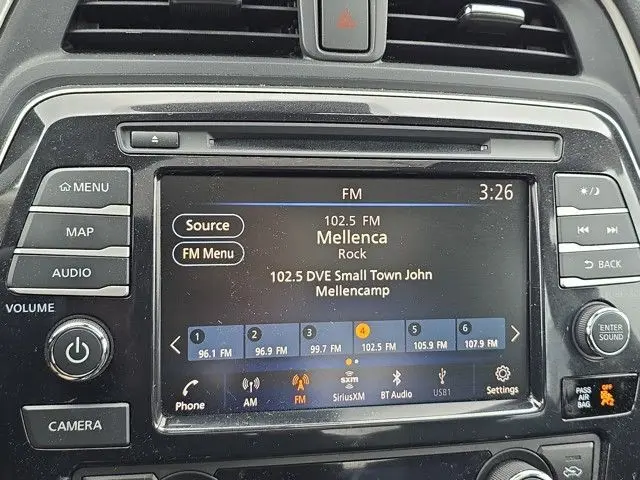 FM
3:26
MENU
MAP
AUDIO
VOLUME
CAMERA
Source
FM Menu
102.5 FM
Mellenca
Rock
102.5 DVE Small Town John
Mellencamp
1 2 3 4 5 6
96.1 FM 96.9 FM 99.7 FM 102.5 FM 105.9 FM 107.9 FM
Phone AM FM SiriusXM BT Audio USB1 Settings
sxm
BACK
ENTER
SOUND
PASS
AIR
BAG
OFF